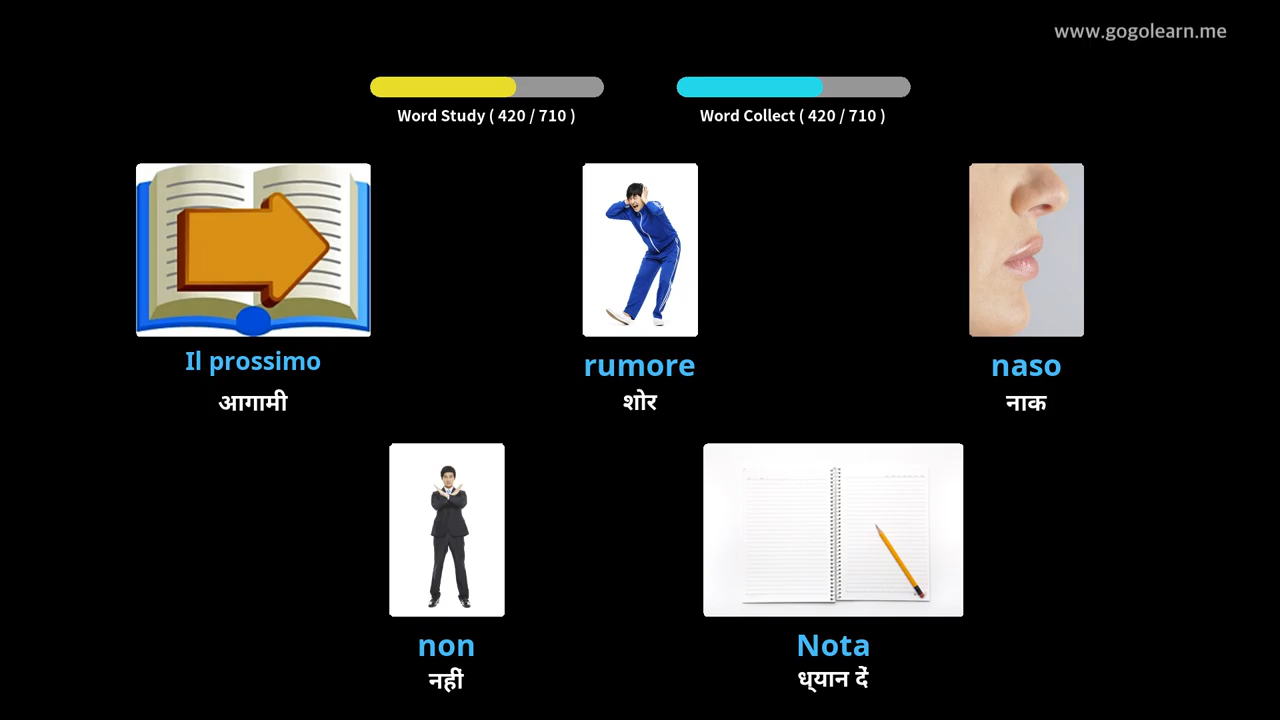 www.gogolearn.me
Word Study ( 420 / 710 )
Word Collect ( 420 / 710 )
Il prossimo
rumore
naso
आगामी
शोर
नाक
non
Nota
नहीं
ध्यान दें